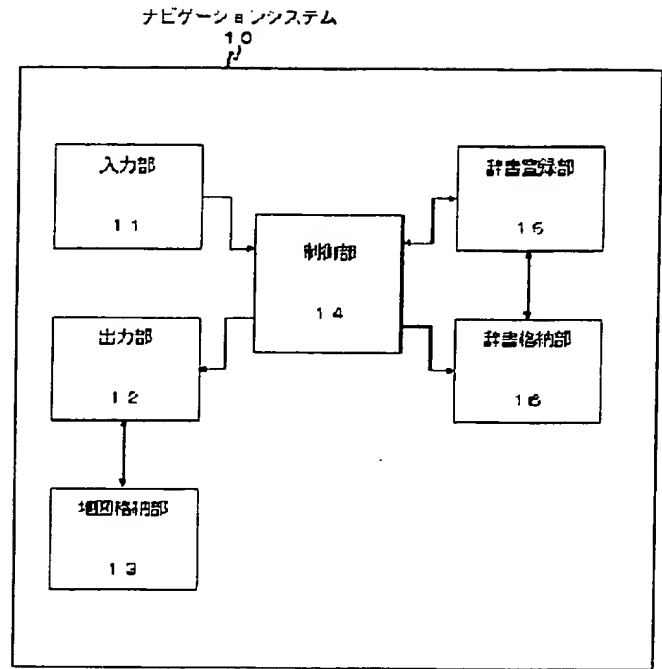 ナビゲーションシステム
10
入力部
11
制御部
14
辞書登録部
15
出力部
12
辞書格納部
16
地図格納部
13